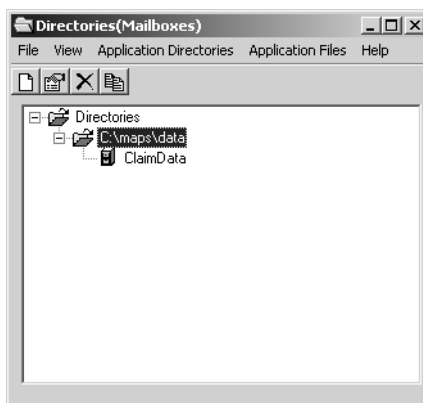 Directories(Mailboxes)
File View Application Directories Application Files Help
Directories
C:\maps\data
ClaimData